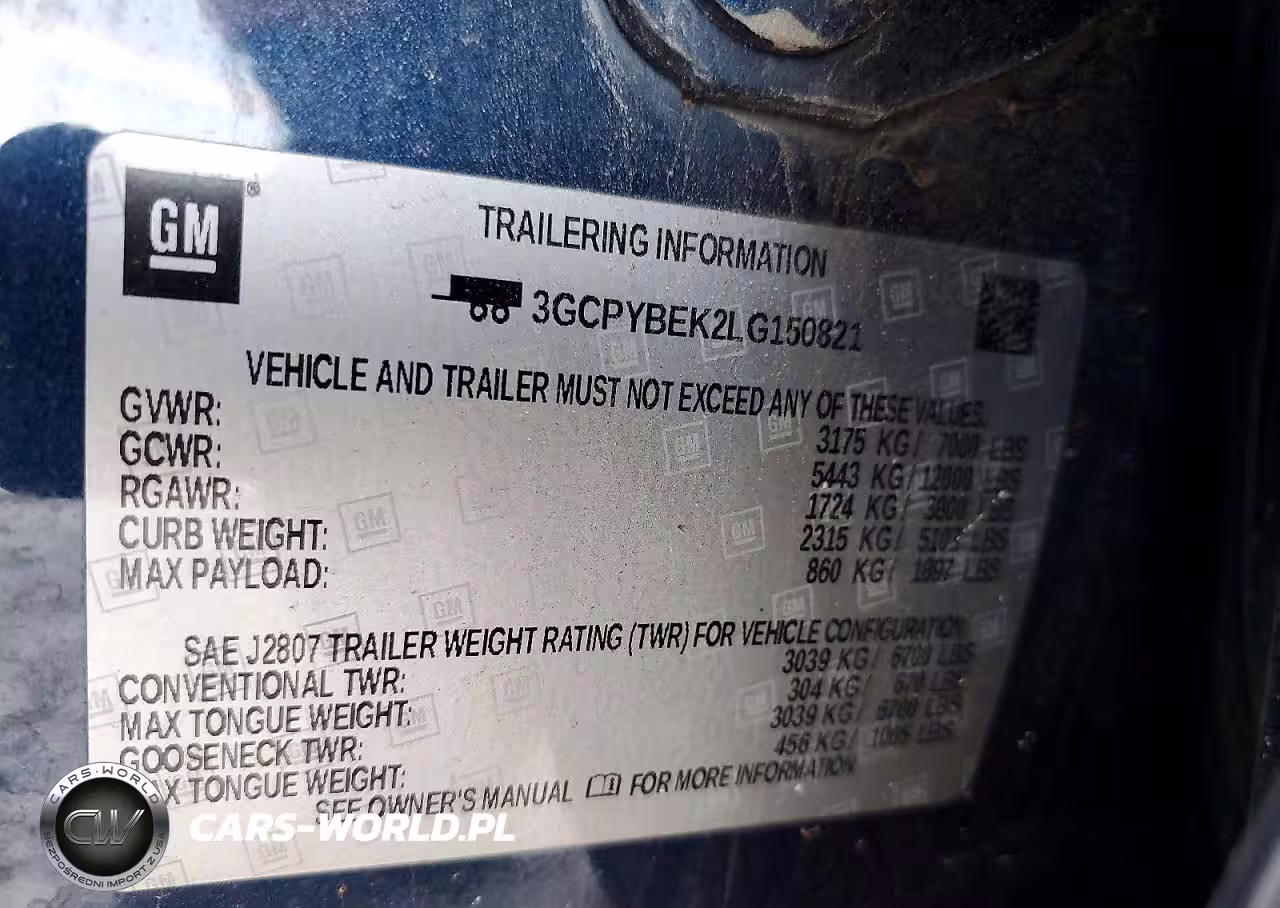 GM®
TRAILERING INFORMATION
3GCPYBEK2LG150821
VEHICLE AND TRAILER MUST NOT EXCEED ANY OF THESE VALUES.
GVWR: 3175 KG/ 7000 LBS
GCWR: 5443 KG/ 12000 LBS
RGAWR: 1724 KG/ 3800 LBS
CURB WEIGHT: 2315 KG/ LBS
MAX PAYLOAD: 860 KG/ LBS
SAE J2807 TRAILER WEIGHT RATING (TWR) FOR VEHICLE CONFIGURATION
CONVENTIONAL TWR: 3039 KG/ 6700 LBS
MAX TONGUE WEIGHT: 304 KG/ 670 LBS
GOOSENECK TWR: 3039 KG/ 6700 LBS
MAX TONGUE WEIGHT: 456 KG/ LBS
SEE OWNER'S MANUAL FOR MORE INFORMATION
CARS-WORLD
CW
BEZPOŚREDNI IMPORT Z USA
CARS-WORLD.PL